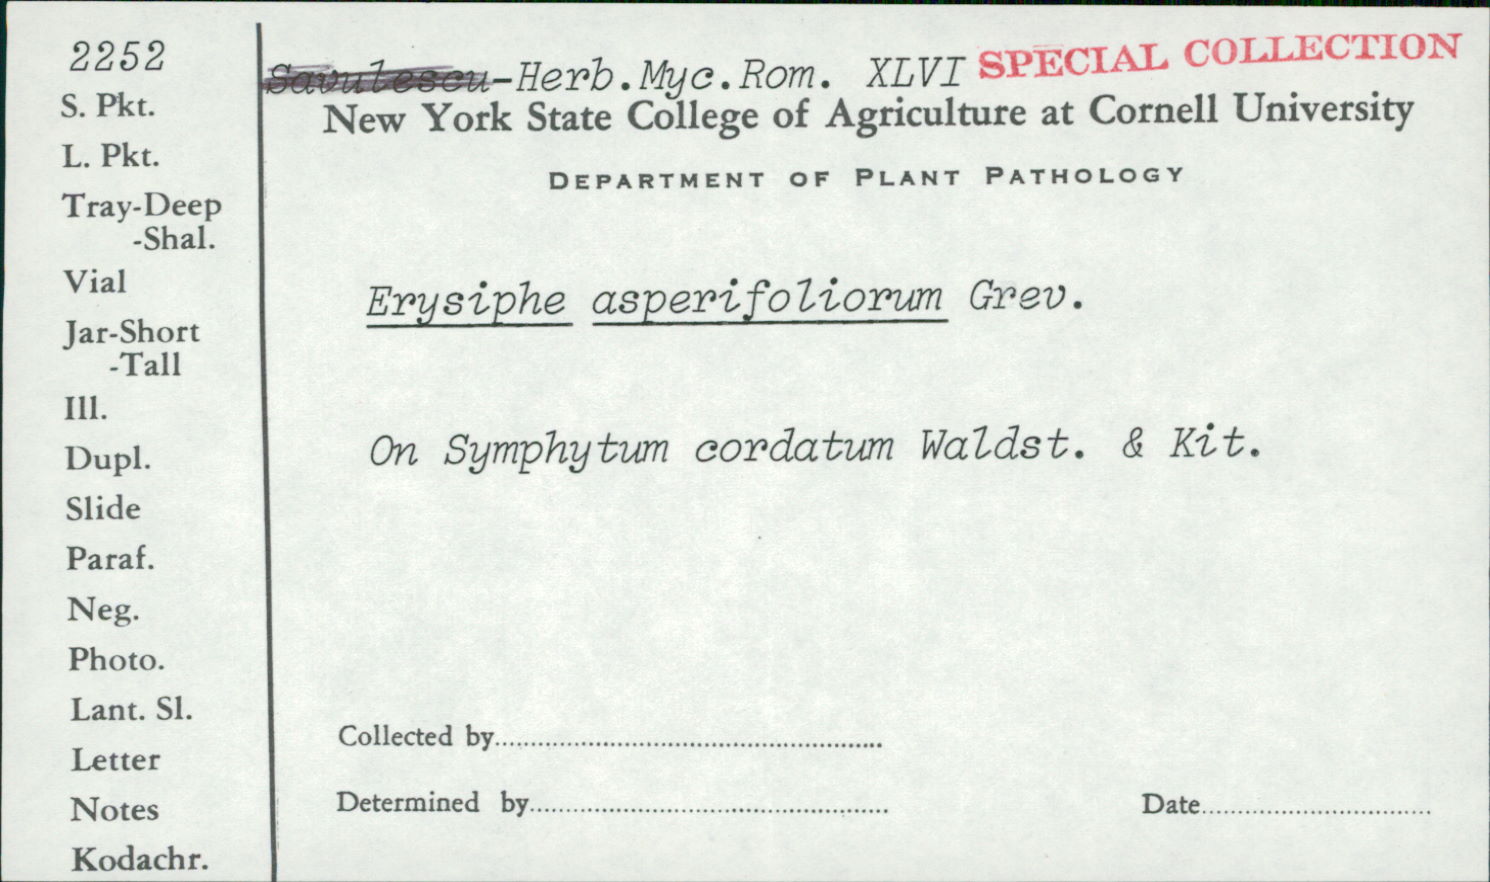 2252
S. Pkt.
L. Pkt.
Tray-Deep
-Shal.
Vial
Jar-Short
-Tall
Ill.
Dupl.
Slide
Paraf.
Neg.
Photo.
Lant. Sl.
Letter
Notes
Kodachr.
Savulescu-Herb.Myc.Rom. XLVI SPECIAL COLLECTION
New York State College of Agriculture at Cornell University
DEPARTMENT OF PLANT PATHOLOGY
Erysiphe asperifoliorum Grev.
On Symphytum cordatum Waldst. & Kit.
Collected by
Determined by
Date